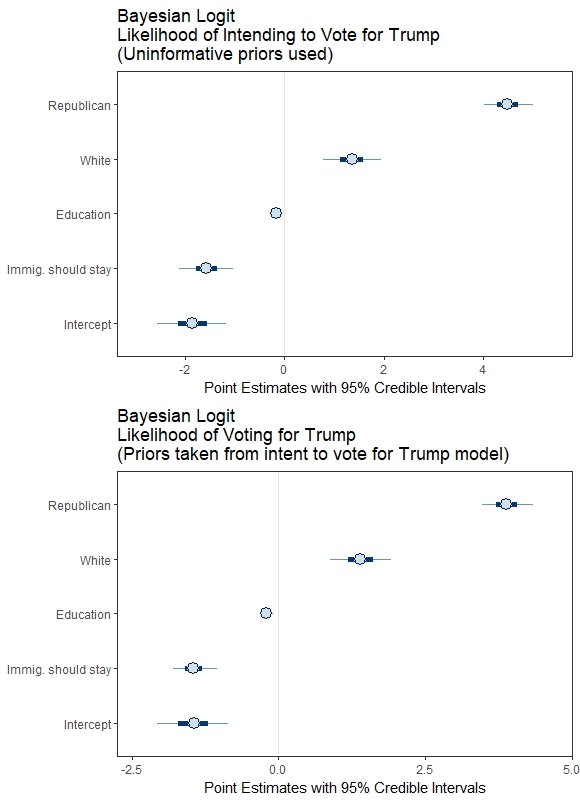 Bayesian Logit
Likelihood of Intending to Vote for Trump
(Uninformative priors used)
Republican
White
Education
Immig. should stay
Intercept
-2 0 2 4
Point Estimates with 95% Credible Intervals
Bayesian Logit
Likelihood of Voting for Trump
(Priors taken from intent to vote for Trump model)
Republican
White
Education
Immig. should stay
Intercept
-2.5 0.0 2.5 5.0
Point Estimates with 95% Credible Intervals